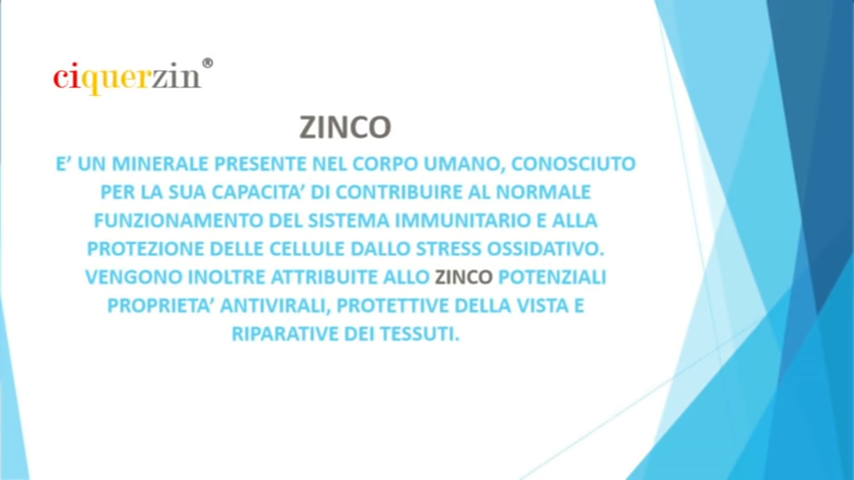 ciquerzin®
ZINCO
E' UN MINERALE PRESENTE NEL CORPO UMANO, CONOSCIUTO
PER LA SUA CAPACITA' DI CONTRIBUIRE AL NORMALE
FUNZIONAMENTO DEL SISTEMA IMMUNITARIO E ALLA
PROTEZIONE DELLE CELLULE DALLO STRESS OSSIDATIVO.
VENGONO INOLTRE ATTRIBUITE ALLO ZINCO POTENZIALI
PROPRIETA' ANTIVIRALI, PROTETTIVE DELLA VISTA E
RIPARATIVE DEI TESSUTI.